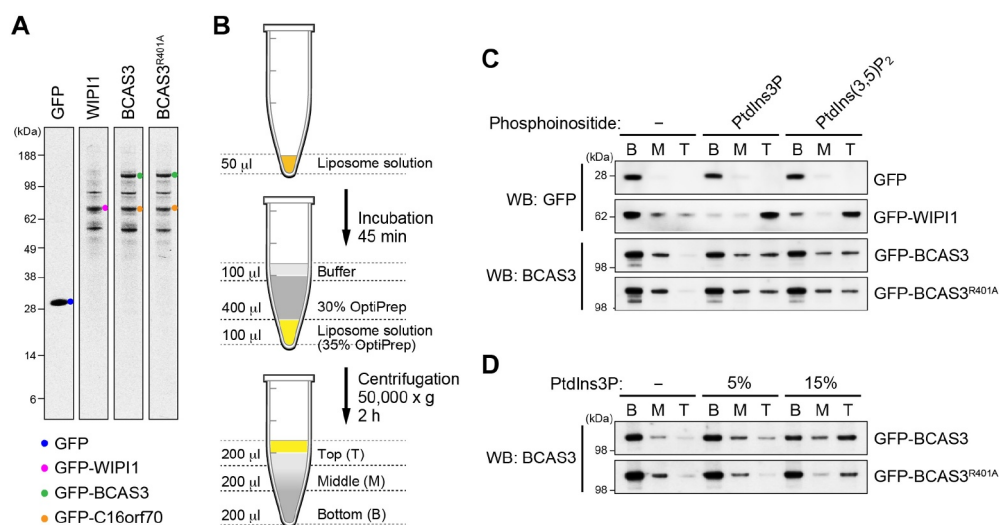 A
GFP
WIPI1
BCAS3
BCAS3R401A
(kDa)
188
98
62
49
38
28
14
6
GFP
GFP-WIPI1
GFP-BCAS3
GFP-C16orf70
B
50 µl
Liposome solution
Incubation
45 min
100 µl
Buffer
400 µl
30% OptiPrep
100 µl
Liposome solution
(35% OptiPrep)
Centrifugation
50,000 x g
2 h
200 µl
Top (T)
200 µl
Middle (M)
200 µl
Bottom (B)
C
Phosphoinositide: – PtdIns3P PtdIns(3,5)P2
B M T B M T B M T
(kDa)
WB: GFP
28
GFP
62
GFP-WIPI1
WB: BCAS3
98
GFP-BCAS3
98
GFP-BCAS3R401A
D
PtdIns3P: – 5% 15%
B M T B M T B M T
(kDa)
WB: BCAS3
98
GFP-BCAS3
98
GFP-BCAS3R401A